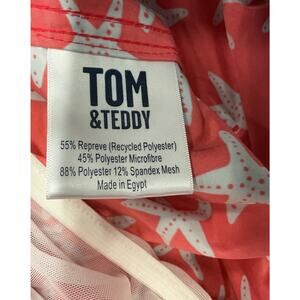 TOM
&TEDDY
55% Repreve (Recycled Polyester)
45% Polyester Microfibre
88% Polyester 12% Spandex Mesh
Made in Egypt